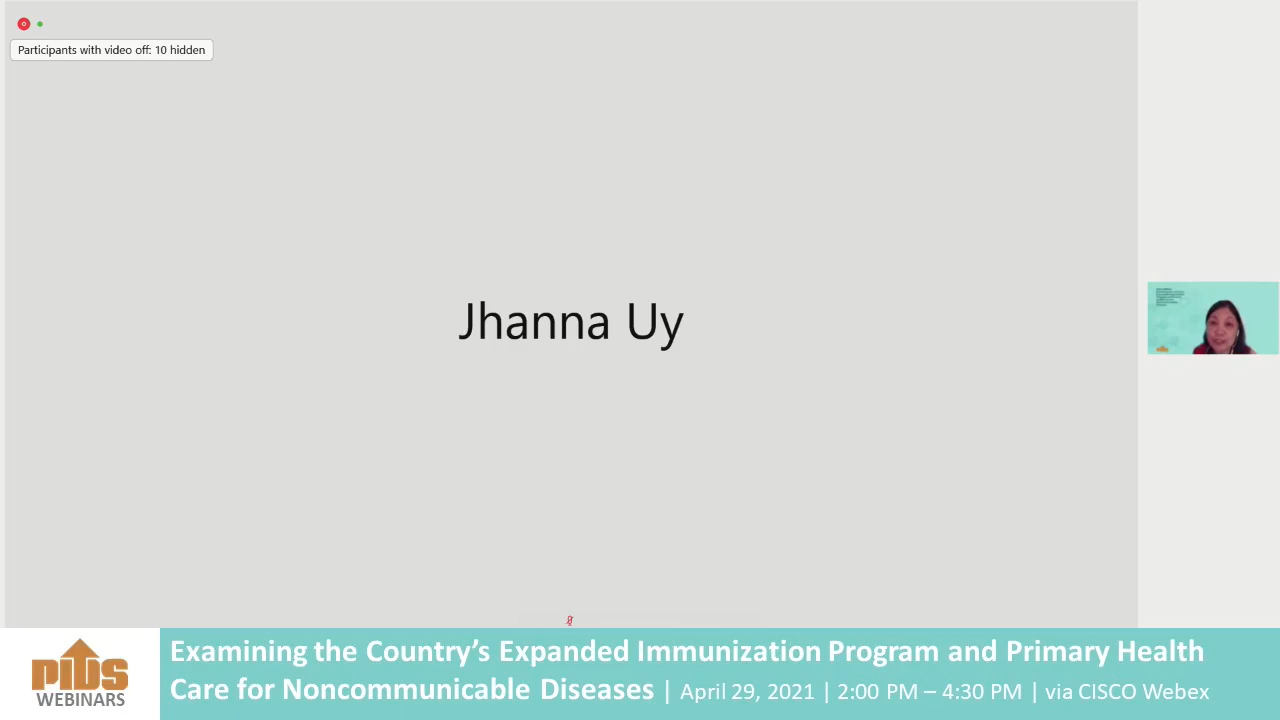 Participants with video off: 10 hidden
Jhanna Uy
PIDS
WEBINARS
Examining the Country's Expanded Immunization Program and Primary Health
Care for Noncommunicable Diseases | April 29, 2021 | 2:00 PM – 4:30 PM | via CISCO Webex